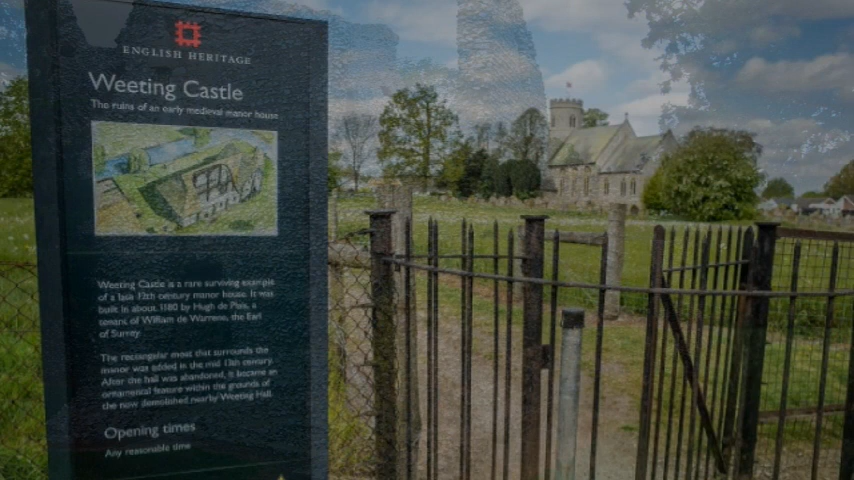 ENGLISH HERITAGE
Weeting Castle
The ruins of an early medieval manor house
Weeting Castle is a rare surviving example
of a late 12th century manor house. It was
built in about 1180 by Hugh de Plais, a
tenant of William de Warenne, the Earl
of Surrey.
The rectangular moat that surrounds the
manor was added in the mid 13th century.
After the hall was abandoned, it became an
ornamental feature within the grounds of
the now demolished nearby Weeting Hall.
Opening times
Any reasonable time